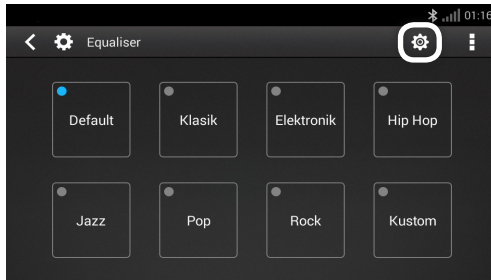 01:16
Equaliser
Default Klasik Elektronik Hip Hop
Jazz Pop Rock Kustom